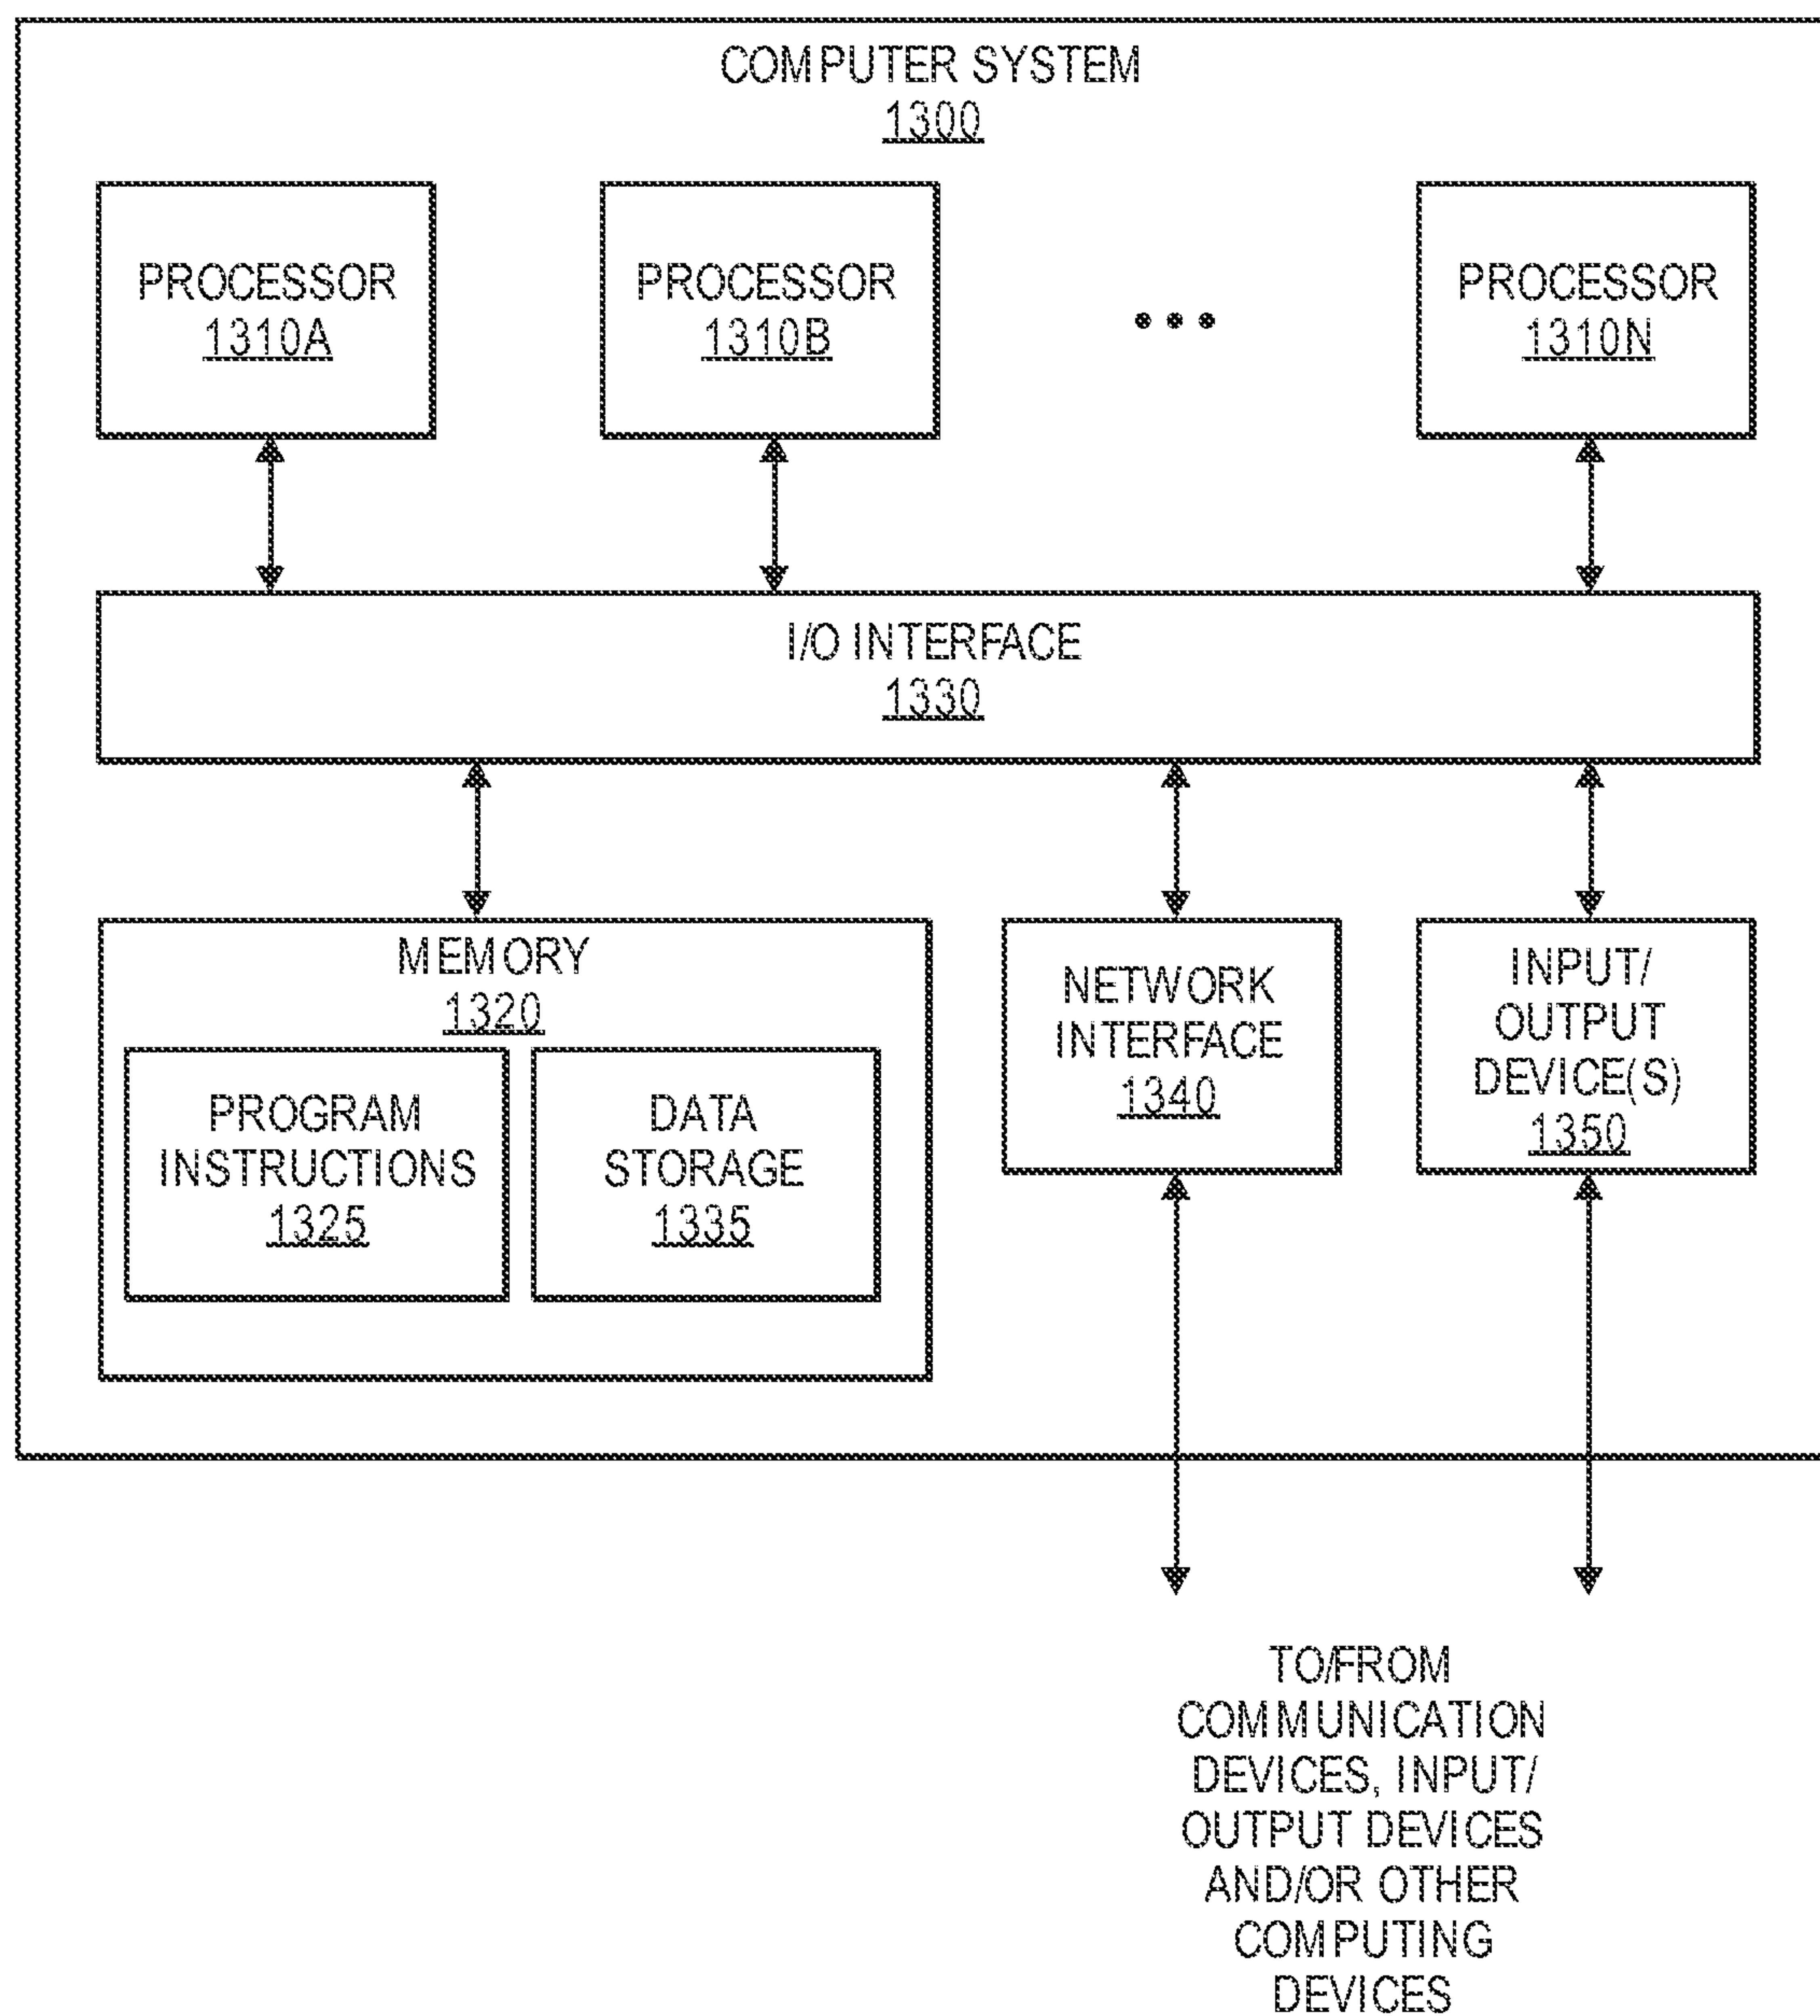 COMPUTER SYSTEM
1300
PROCESSOR
1310A
PROCESSOR
1310B
PROCESSOR
1310N
I/O INTERFACE
1330
MEMORY
1320
PROGRAM
INSTRUCTIONS
1325
DATA
STORAGE
1335
NETWORK
INTERFACE
1340
INPUT/
OUTPUT
DEVICE(S)
1350
TO/FROM
COMMUNICATION
DEVICES, INPUT/
OUTPUT DEVICES
AND/OR OTHER
COMPUTING
DEVICES